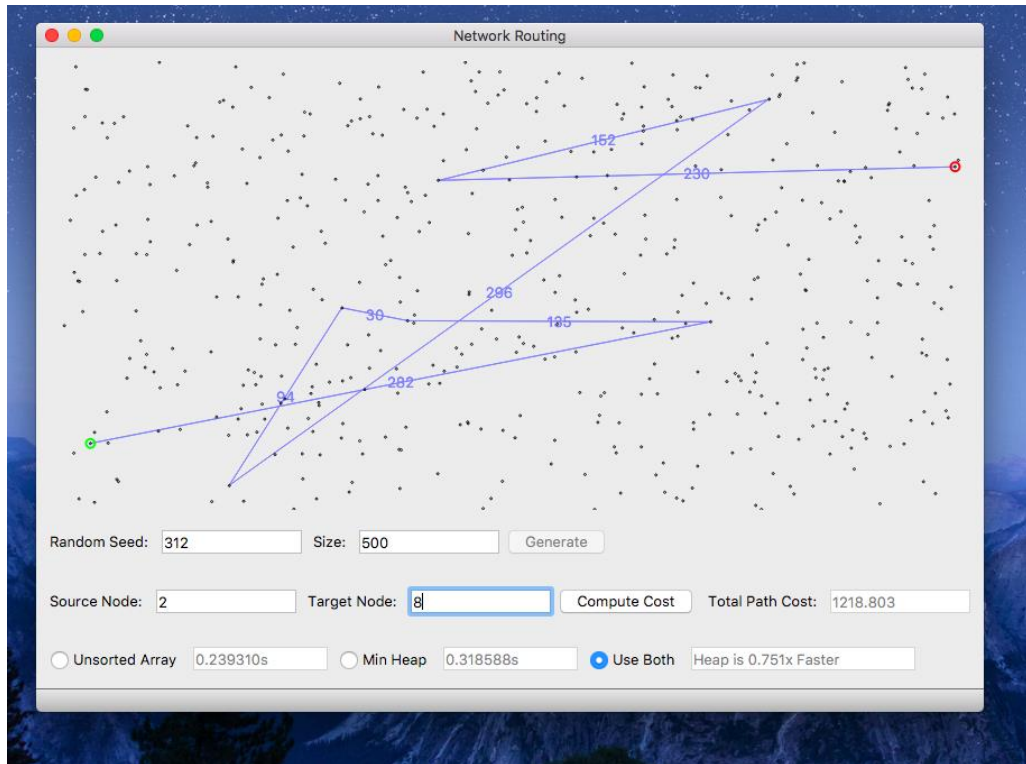 Network Routing
152
230
296
30
135
282
94
Random Seed: 312 Size: 500 Generate
Source Node: 2 Target Node: 8 Compute Cost Total Path Cost: 1218.803
Unsorted Array 0.239310s Min Heap 0.318588s Use Both Heap is 0.751x Faster